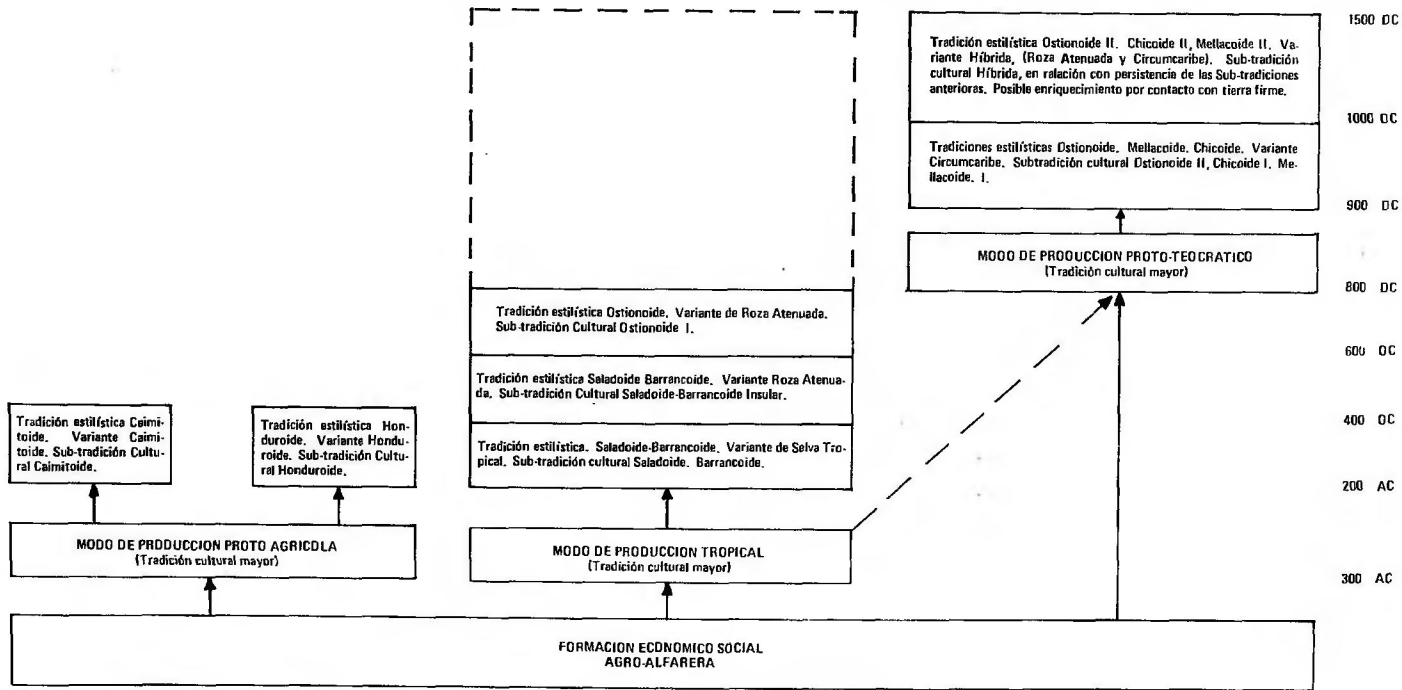 Tradición estilística Ostionoide II. Chicoide II, Mellacoide II. Va-
riante Híbrida, (Roza Atenuada y Circumcaribe). Sub-tradición
cultural Híbrida, en ralación con persistencia de las Sub-tradiciones
anterioras. Posible enriquecimiento por contacto con tierra firme.
Tradiciones estilísticas Ostionoide. Mellacoide. Chicoide. Variante
Circumcaribe. Subtradición cultural Ostionoide II, Chicoide I. Me-
llacoide. I.
MODO DE PRODUCCION PROTO-TEOCRATICO
(Tradición cultural mayor)
Tradición estilística Ostionoide. Variante de Roza Atenuada.
Sub-tradición Cultural Ostionoide I.
Tradición estilística Saladoide Barrancoide. Variante Roza Atenua-
da. Sub-tradición Cultural Saladoide-Barrancoide Insular.
Tradición estilística. Saladoide-Barrancoide. Variante de Selva Tro-
pical. Sub-tradición cultural Saladoide. Barrancoide.
Tradición estilística Caimi-
toide. Variante Caimi-
toide. Sub-tradición Cultu-
ral Caimitoide.
Tradición estilística Hon-
duroide. Variante Hondu-
roide. Sub-tradición Cultu-
ral Honduroide.
MODO DE PRODUCCION PROTO AGRICOLA
(Tradición cultural mayor)
MODO DE PRODUCCION TROPICAL
(Tradición cultural mayor)
FORMACION ECONOMICO SOCIAL
AGRO-ALFARERA
1500 DC
1000 DC
900 DC
800 DC
600 DC
400 DC
200 AC
300 AC